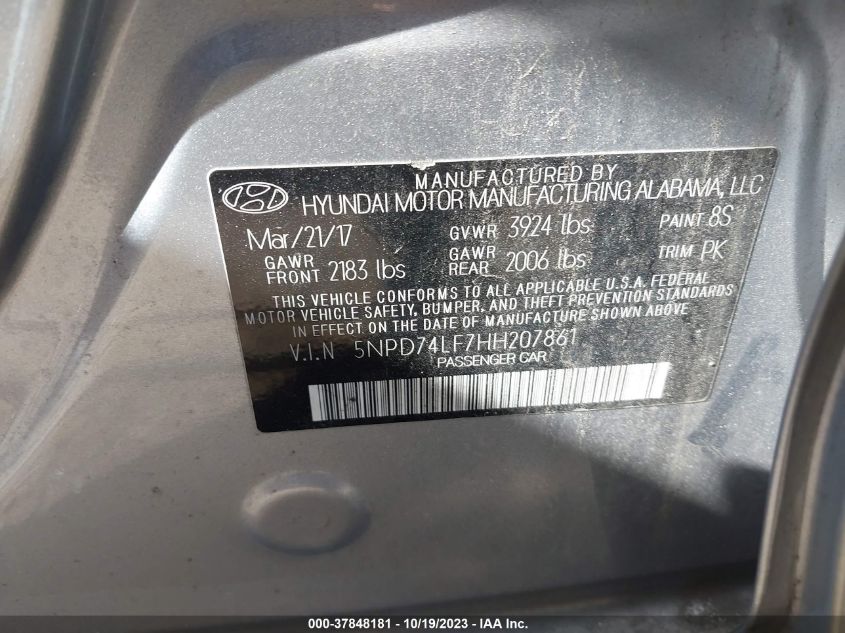 MANUFACTURED BY
HYUNDAI MOTOR MANUFACTURING ALABAMA, LLC
Mar/21/17 GVWR 3924 lbs PAINT 8S
GAWR FRONT 2183 lbs GAWR REAR 2006 lbs TRIM PK
THIS VEHICLE CONFORMS TO ALL APPLICABLE U.S.A. FEDERAL
MOTOR VEHICLE SAFETY, BUMPER, AND THEFT PREVENTION STANDARDS
IN EFFECT ON THE DATE OF MANUFACTURE SHOWN ABOVE
V.I.N 5NPD74LF7HH207861
PASSENGER CAR
000-37848181 - 10/19/2023 - IAA Inc.